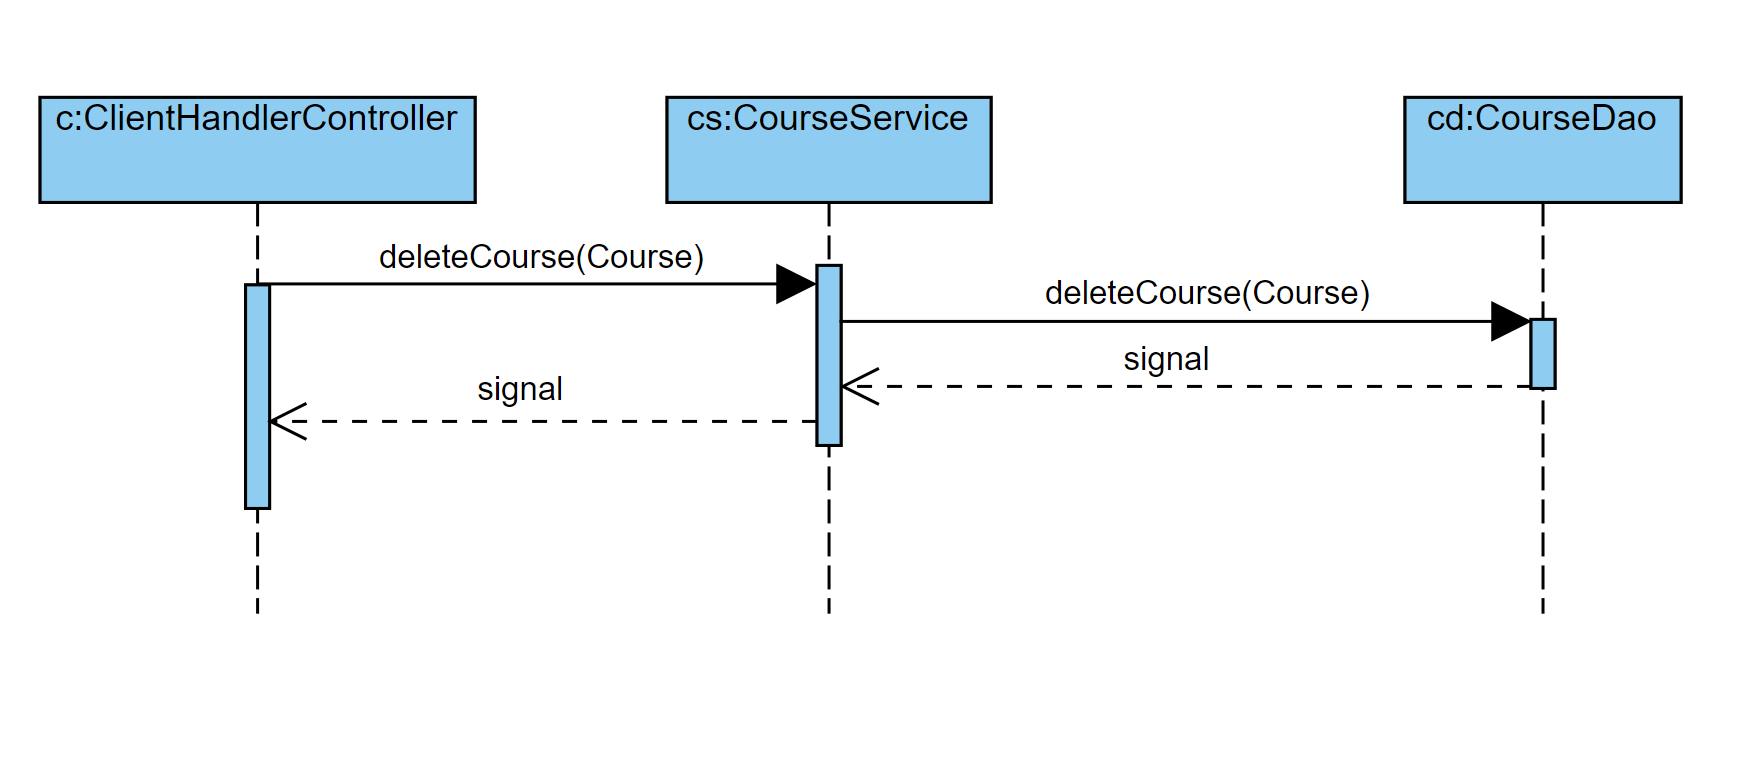 c:ClientHandlerController
cs:CourseService
cd:CourseDao
deleteCourse(Course)
deleteCourse(Course)
signal
signal